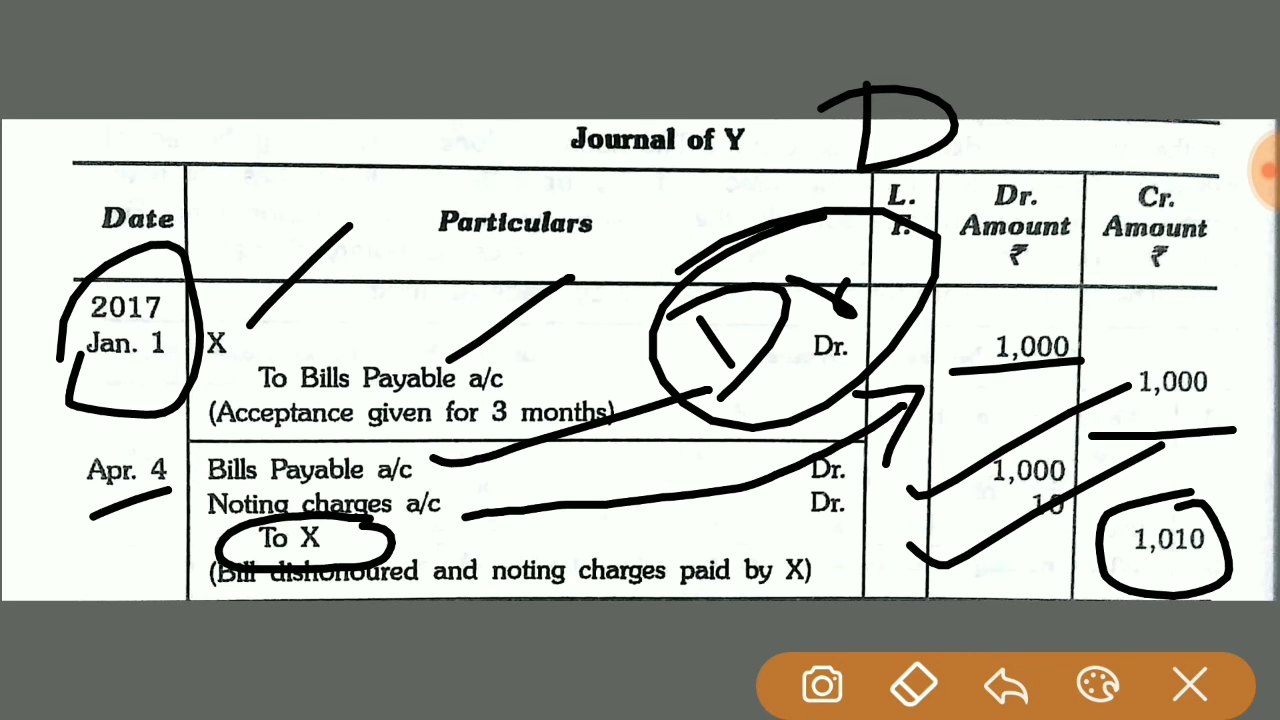 D
Journal of Y
Date Particulars L. F. Dr. Amount ₹ Cr. Amount ₹
2017
Jan. 1 X Dr. 1,000
To Bills Payable a/c 1,000
(Acceptance given for 3 months)
Apr. 4 Bills Payable a/c Dr. 1,000
Noting charges a/c Dr. 10
To X 1,010
(Bill dishonoured and noting charges paid by X)